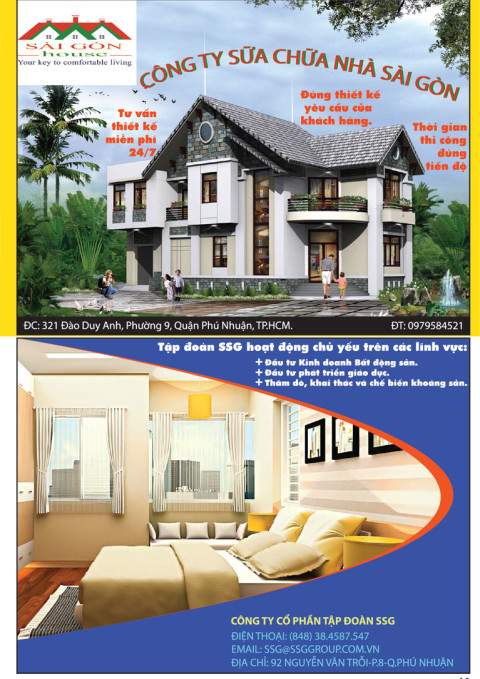 SÀI GÒN
house
Your key to comfortable living
CÔNG TY SỮA CHỮA NHÀ SÀI GÒN
Tư vấn
thiết kế
miễn phí
24/7
Đúng thiết kế
yêu cầu của
khách hàng.
Thời gian
thi công
đúng
tiến độ
ĐC: 321 Đào Duy Anh, Phường 9, Quận Phú Nhuận, TP.HCM.
ĐT: 0979584521
Tập đoàn SSG hoạt động chủ yếu trên các lĩnh vực:
+ Đầu tư Kinh doanh Bất động sản.
+ Đầu tư phát triển giáo dục.
+ Thăm dò, khai thác và chế biến khoáng sản.
CÔNG TY CỔ PHẦN TẬP ĐOÀN SSG
ĐIỆN THOẠI: (848) 38.4587.547
EMAIL: SSG@SSGGROUP.COM.VN
ĐỊA CHỈ: 92 NGUYỄN VĂN TRỖI-P.8-Q.PHÚ NHUẬN